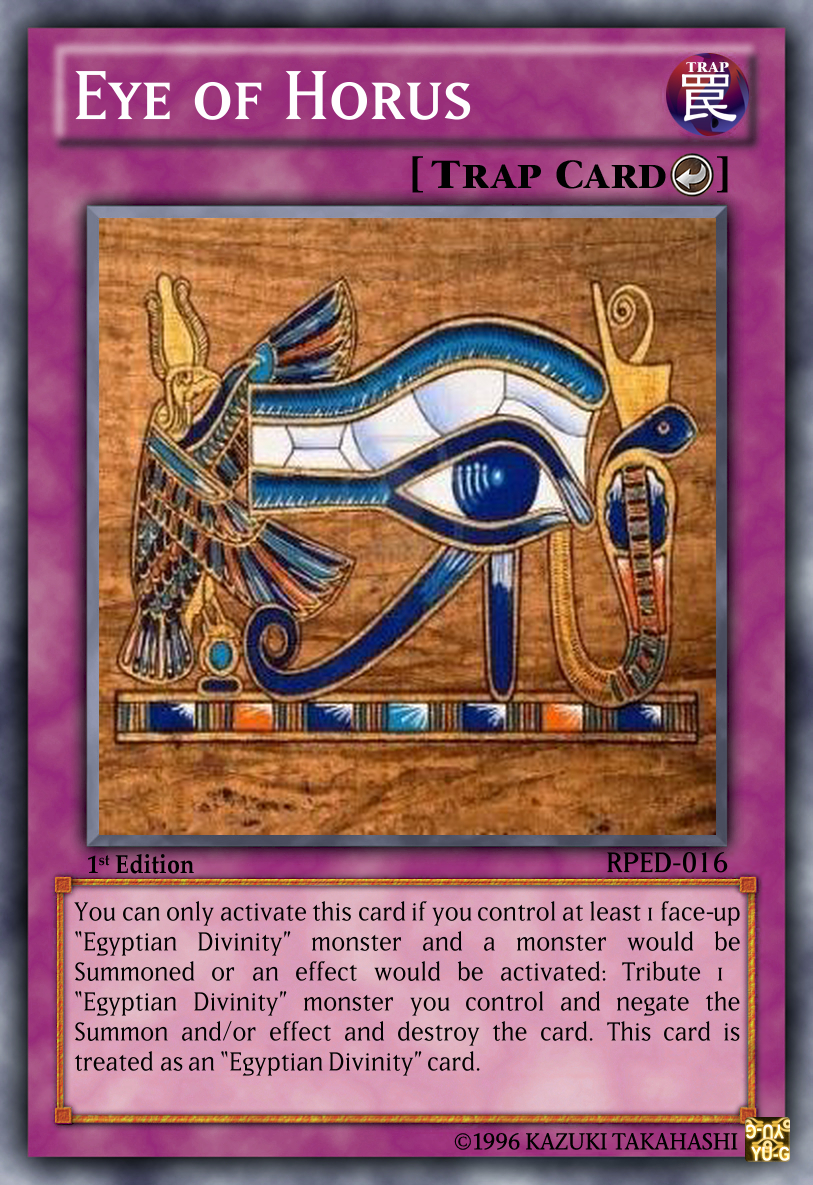 Eye of Horus
TRAP
罠
[TRAP CARD]
1st Edition
RPED-016
You can only activate this card if you control at least 1 face-up
"Egyptian Divinity" monster and a monster would be
Summoned or an effect would be activated: Tribute 1
"Egyptian Divinity" monster you control and negate the
Summon and/or effect and destroy the card. This card is
treated as an "Egyptian Divinity" card.
©1996 KAZUKI TAKAHASHI
YU-G